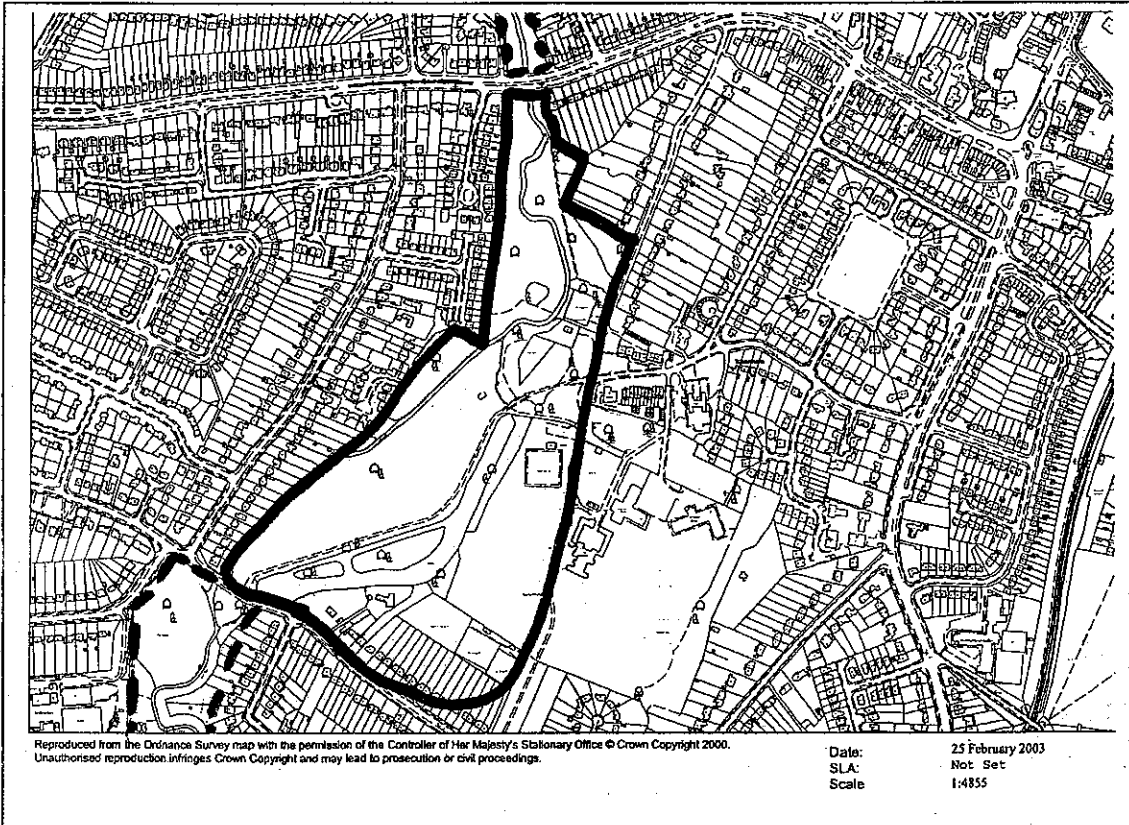 Reproduced from the Ordnance Survey map with the permission of the Controller of Her Majesty's Stationary Office © Crown Copyright 2000.
Unauthorised reproduction infringes Crown Copyright and may lead to prosecution or civil proceedings.
Date: 25 February 2003
SLA: Not Set
Scale 1:4855